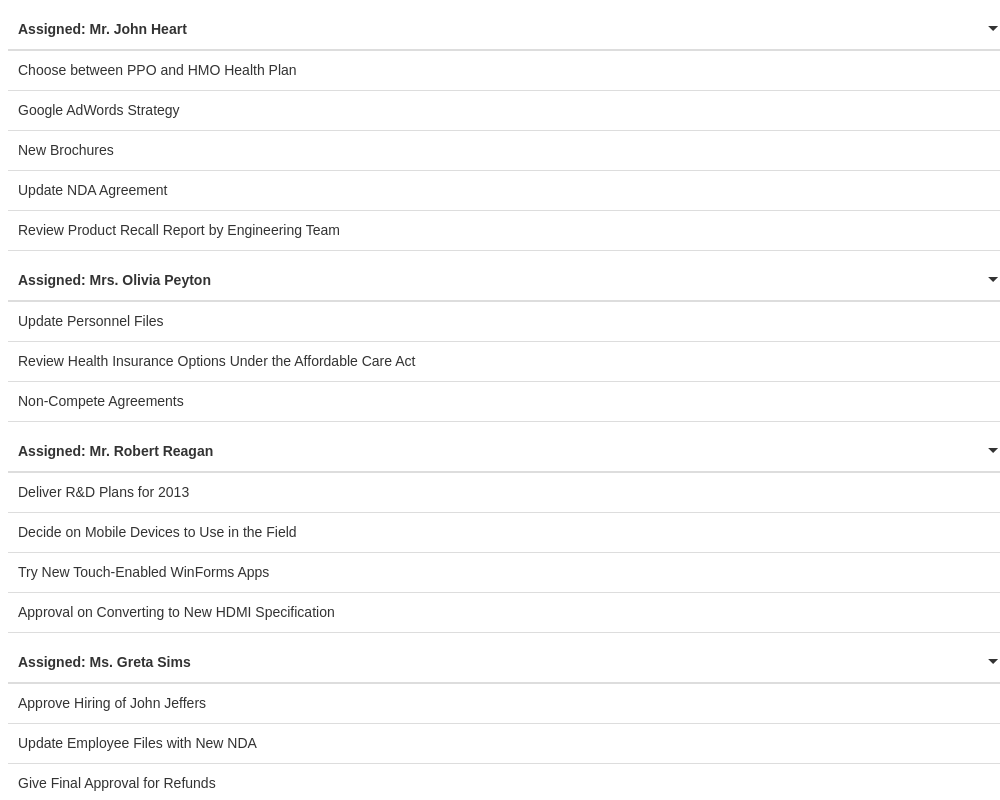 Assigned: Mr. John Heart
Choose between PPO and HMO Health Plan
Google AdWords Strategy
New Brochures
Update NDA Agreement
Review Product Recall Report by Engineering Team
Assigned: Mrs. Olivia Peyton
Update Personnel Files
Review Health Insurance Options Under the Affordable Care Act
Non-Compete Agreements
Assigned: Mr. Robert Reagan
Deliver R&D Plans for 2013
Decide on Mobile Devices to Use in the Field
Try New Touch-Enabled WinForms Apps
Approval on Converting to New HDMI Specification
Assigned: Ms. Greta Sims
Approve Hiring of John Jeffers
Update Employee Files with New NDA
Give Final Approval for Refunds